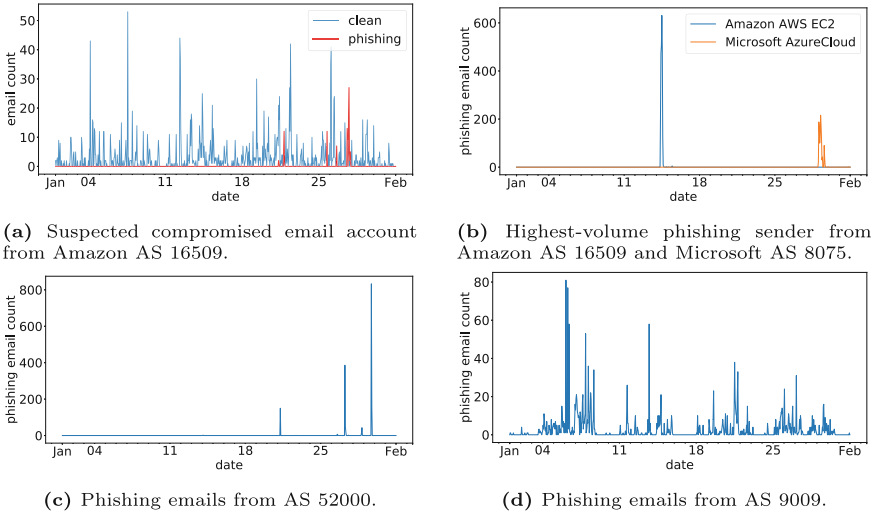 50
40
30
20
10
0
email count
clean
phishing
Jan 04 11 18 25 Feb
date
600
400
200
0
phishing email count
Amazon AWS EC2
Microsoft AzureCloud
Jan 04 11 18 25 Feb
date
(a) Suspected compromised email account
from Amazon AS 16509.
(b) Highest-volume phishing sender from
Amazon AS 16509 and Microsoft AS 8075.
800
600
400
200
0
phishing email count
Jan 04 11 18 25 Feb
date
80
60
40
20
0
phishing email count
Jan 04 11 18 25 Feb
date
(c) Phishing emails from AS 52000.
(d) Phishing emails from AS 9009.